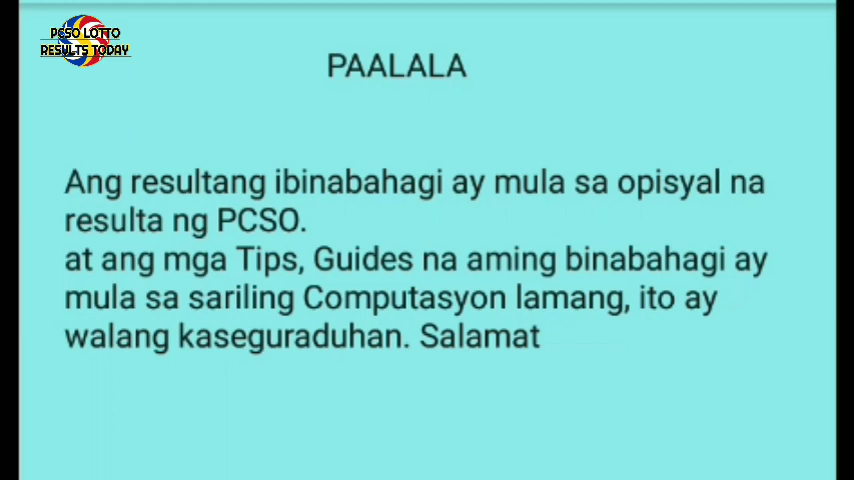 PCSO LOTTO
RESULTS TODAY
PAALALA
Ang resultang ibinabahagi ay mula sa opisyal na
resulta ng PCSO.
at ang mga Tips, Guides na aming binabahagi ay
mula sa sariling Computasyon lamang, ito ay
walang kaseguraduhan. Salamat